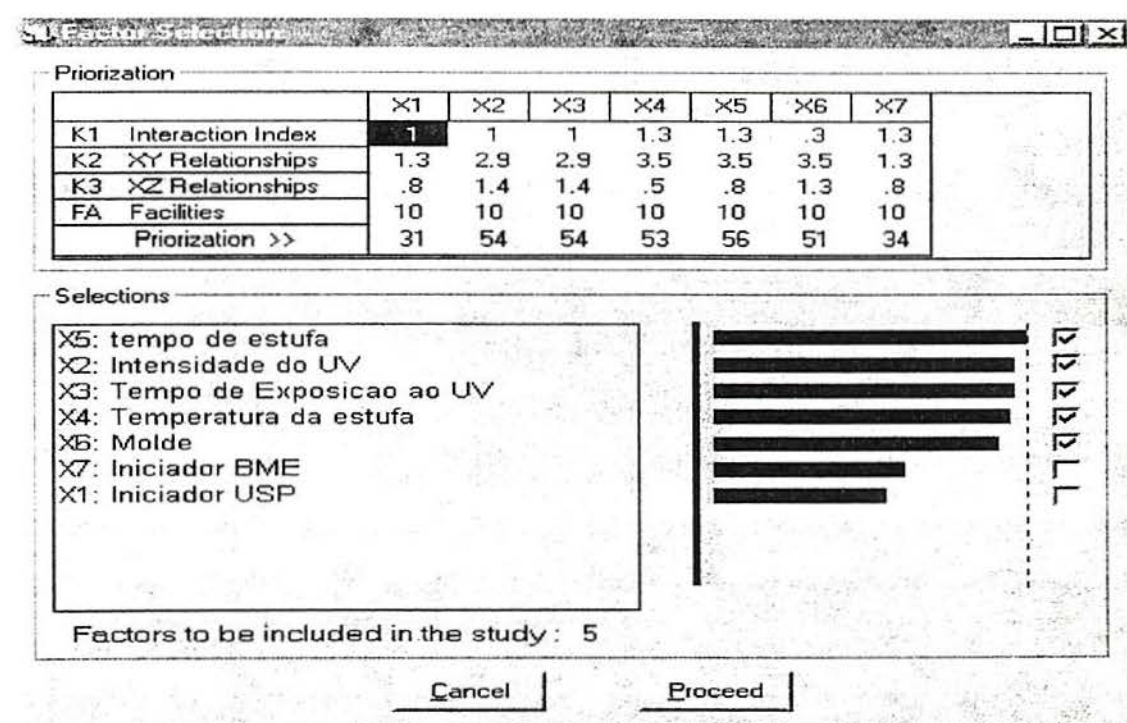 Factor Selection
Priorization
X1 X2 X3 X4 X5 X6 X7
K1 Interaction Index 1 1 1 1.3 1.3 .3 1.3
K2 XY Relationships 1.3 2.9 2.9 3.5 3.5 3.5 1.3
K3 XZ Relationships .8 1.4 1.4 .5 .8 1.3 .8
FA Facilities 10 10 10 10 10 10 10
Priorization >> 31 54 54 53 56 51 34
Selections
X5: tempo de estufa
X2: Intensidade do UV
X3: Tempo de Exposicao ao UV
X4: Temperatura da estufa
X6: Molde
X7: Iniciador BME
X1: Iniciador USP
Factors to be included in the study : 5
Cancel Proceed